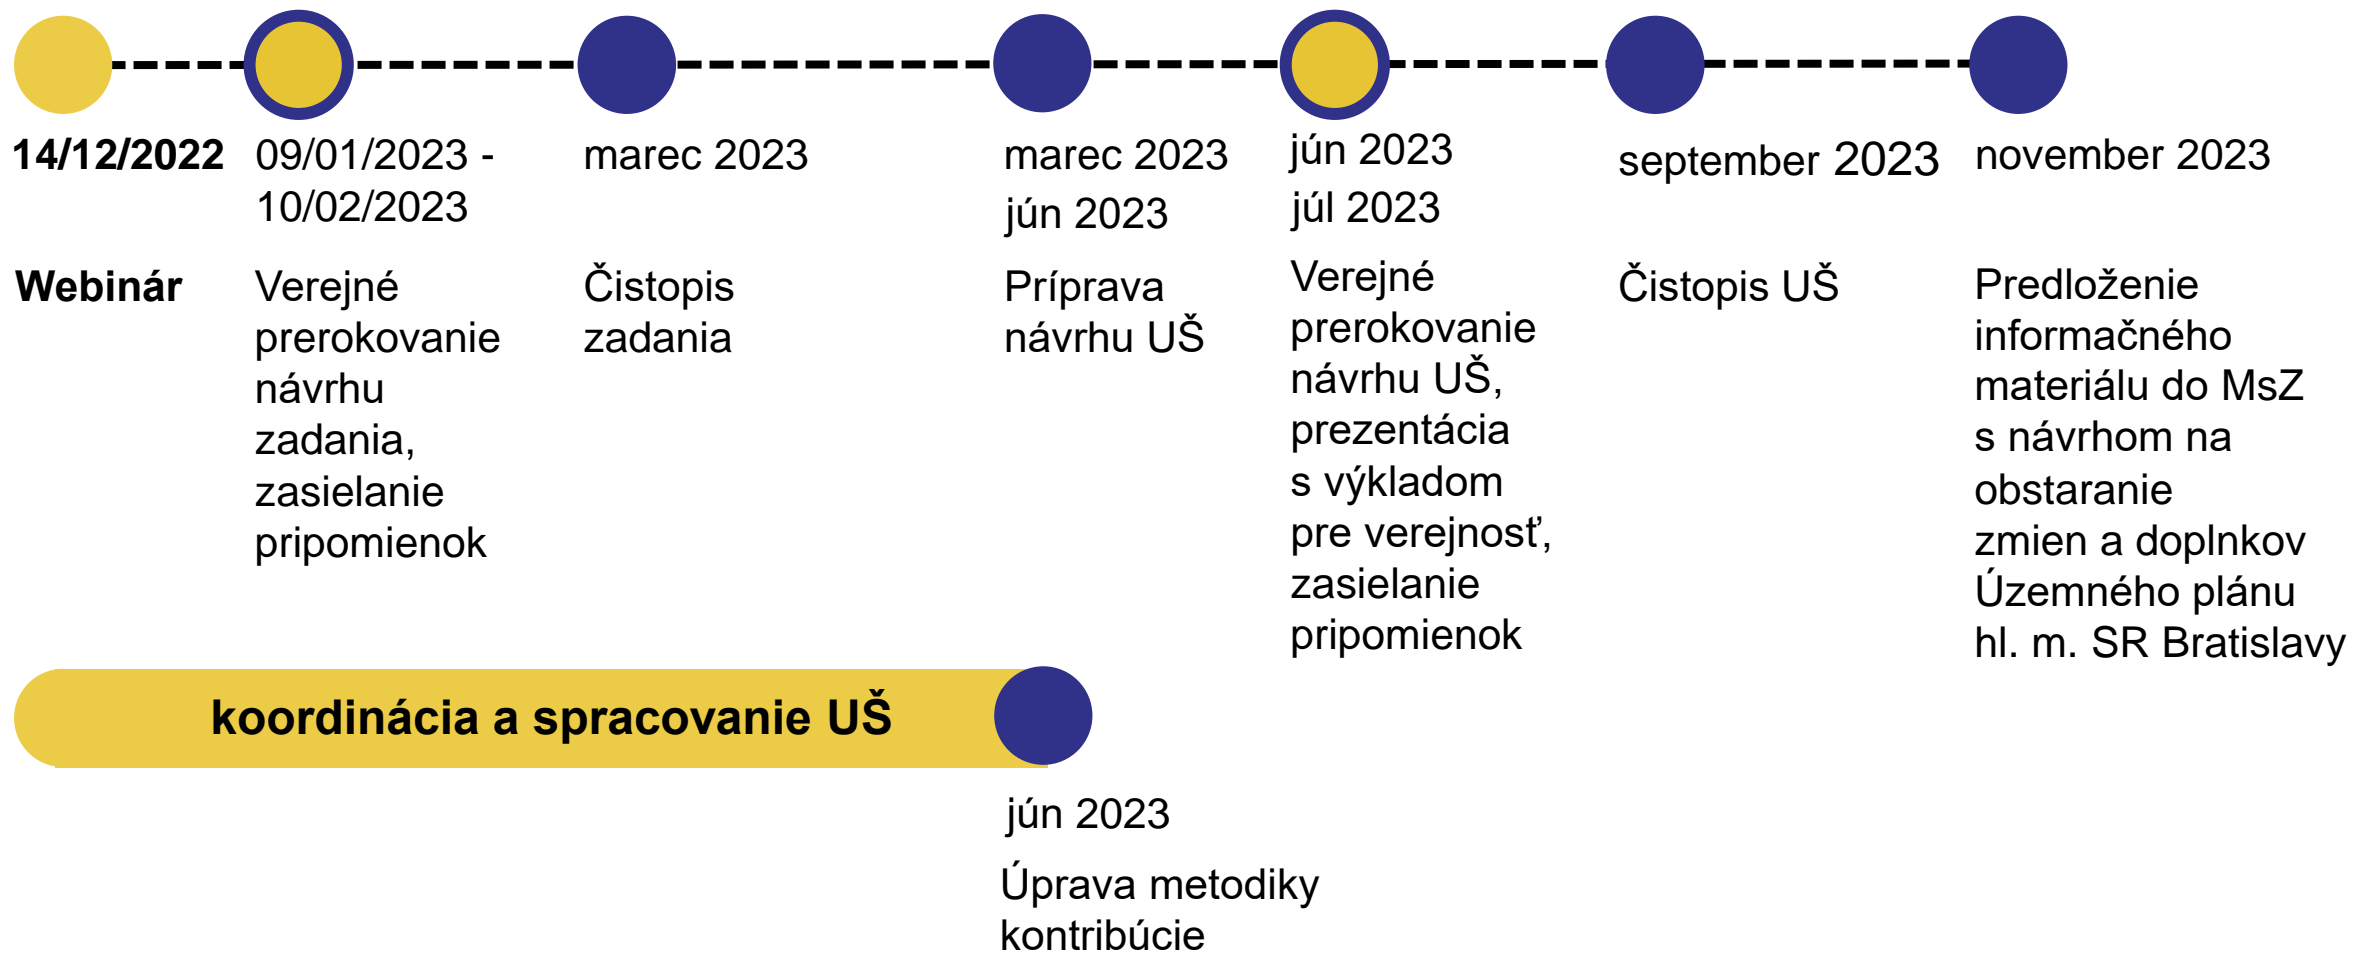 14/12/2022
Webinár
09/01/2023 -
10/02/2023
Verejné
prerokovanie
návrhu
zadania,
zasielanie
pripomienok
marec 2023
Čistopis
zadania
marec 2023
jún 2023
Príprava
návrhu UŠ
jún 2023
júl 2023
Verejné
prerokovanie
návrhu UŠ,
prezentácia
s výkladom
pre verejnosť,
zasielanie
pripomienok
september 2023
Čistopis UŠ
november 2023
Predloženie
informačného
materiálu do MsZ
s návrhom na
obstaranie
zmien a doplnkov
Územného plánu
hl. m. SR Bratislavy
koordinácia a spracovanie UŠ
jún 2023
Úprava metodiky
kontribúcie